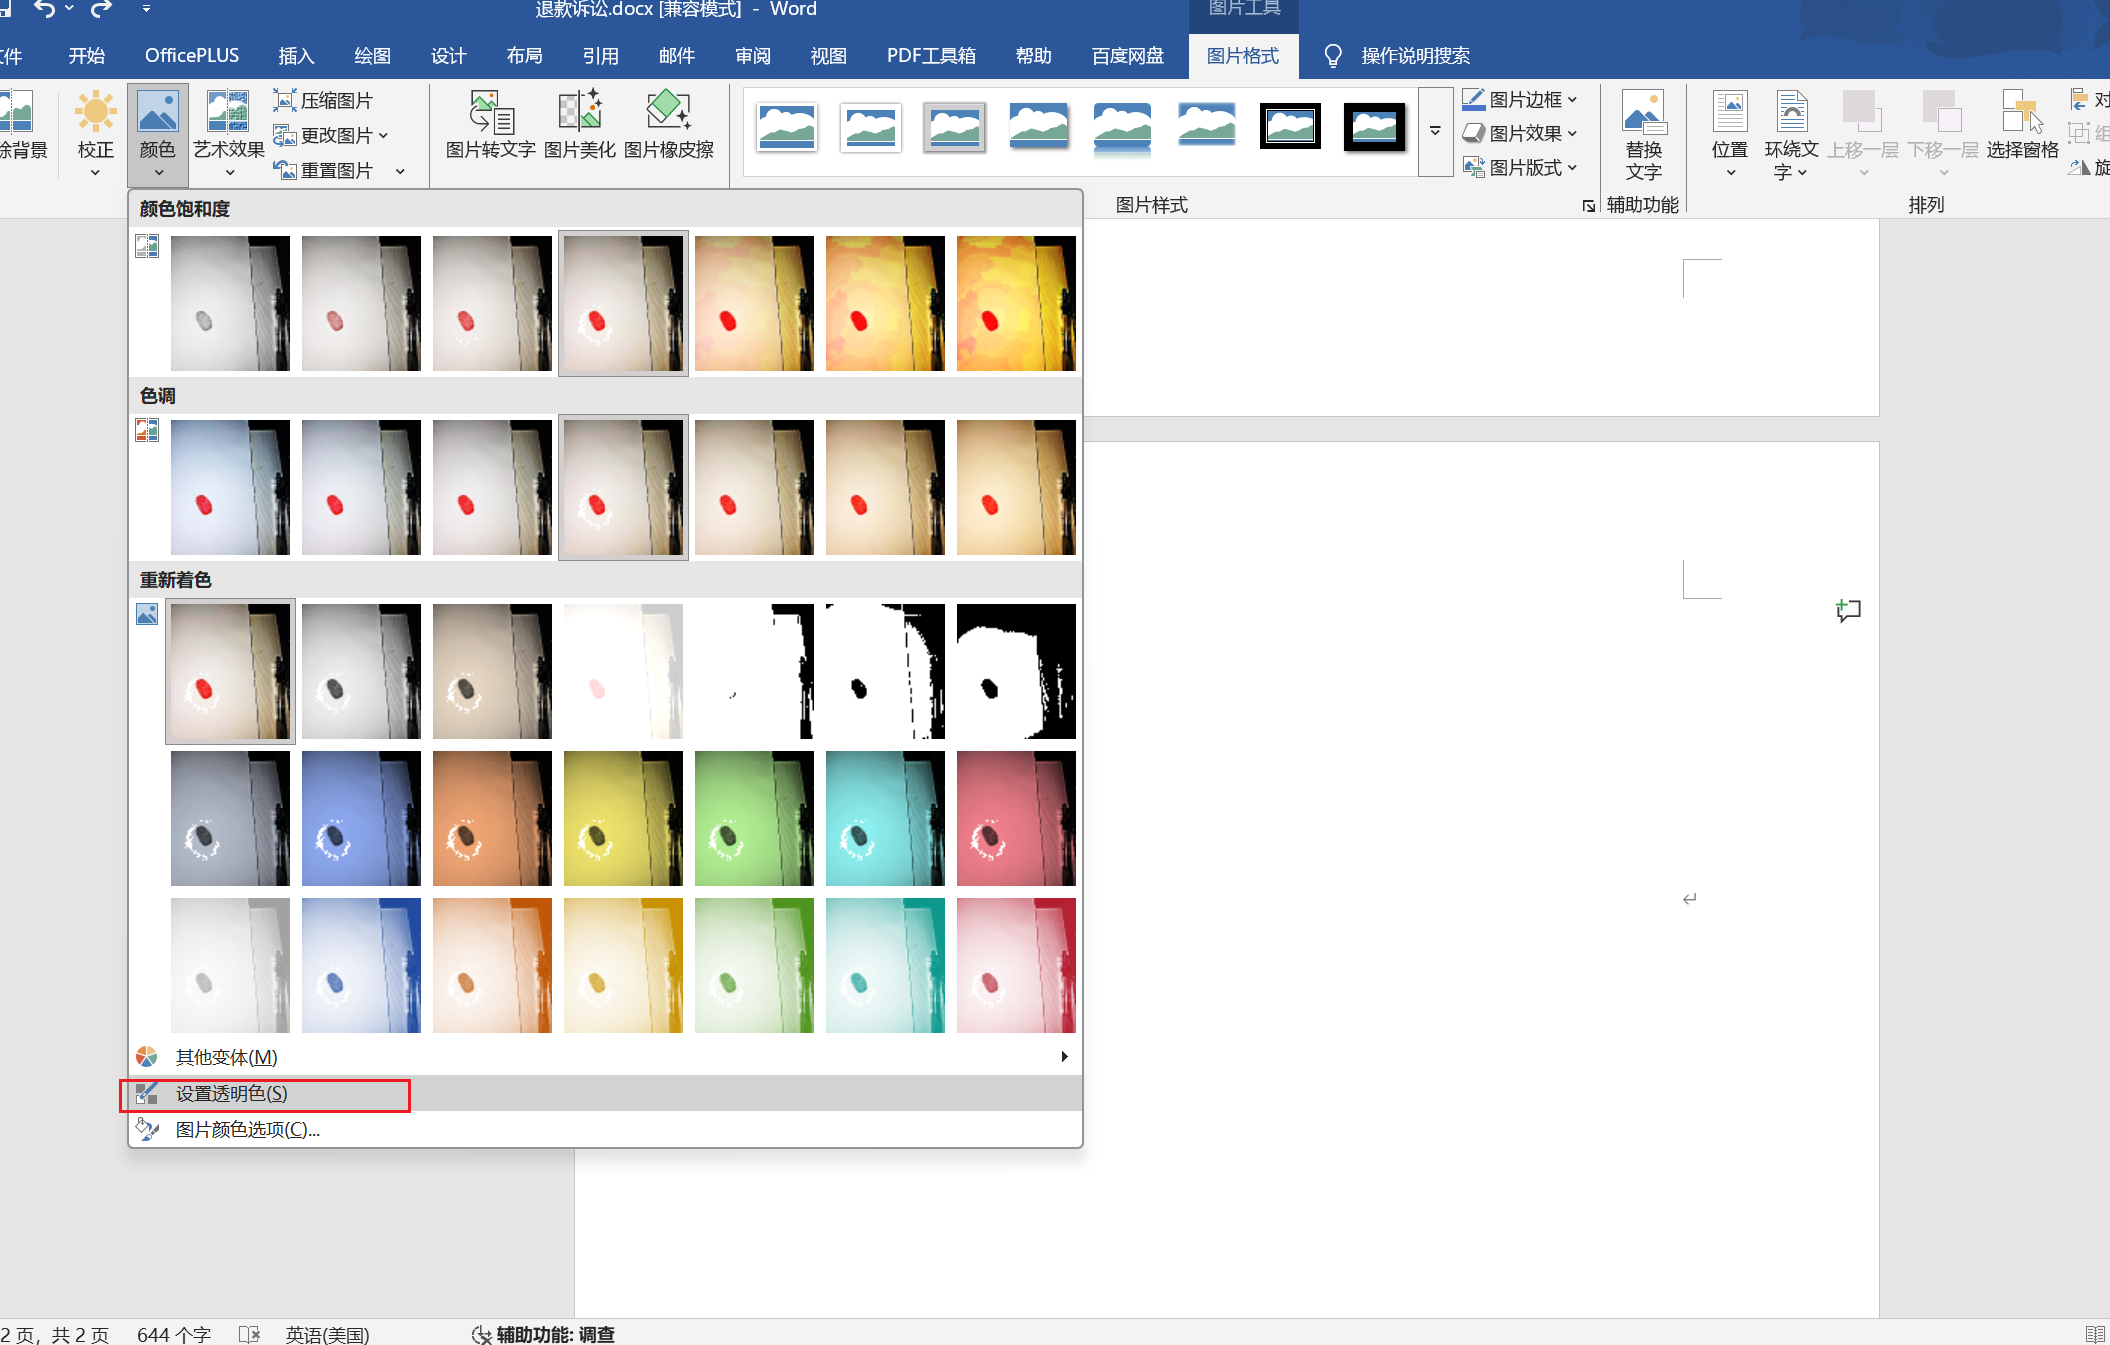 退款诉讼.docx [兼容模式] - Word
图片工具
文件 开始 OfficePLUS 插入 绘图 设计 布局 引用 邮件 审阅 视图 PDF工具箱 帮助 百度网盘 图片格式 操作说明搜索
除背景 校正 颜色 艺术效果 压缩图片 更改图片 重置图片 图片转文字 图片美化 图片橡皮擦 图片边框 图片效果 图片版式 替换文字 位置 环绕文字 上移一层 下移一层 选择窗格 对 组 旋
图片样式 辅助功能 排列
颜色饱和度
色调
重新着色
其他变体(M)
设置透明色(S)
图片颜色选项(C)...
2 页，共 2 页 644 个字 英语(美国) 辅助功能: 调查